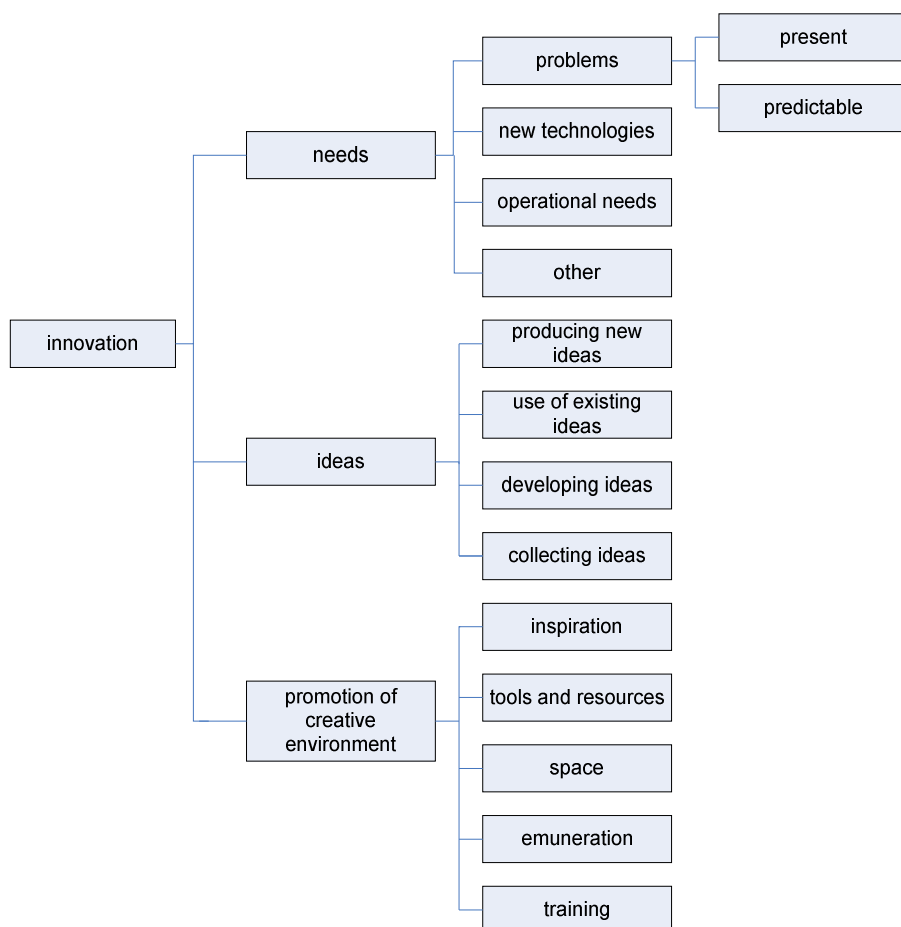 present
problems
predictable
new technologies
needs
operational needs
other
innovation
producing new
ideas
use of existing
ideas
ideas
developing ideas
collecting ideas
inspiration
promotion of
creative
environment
tools and resources
space
emuneration
training